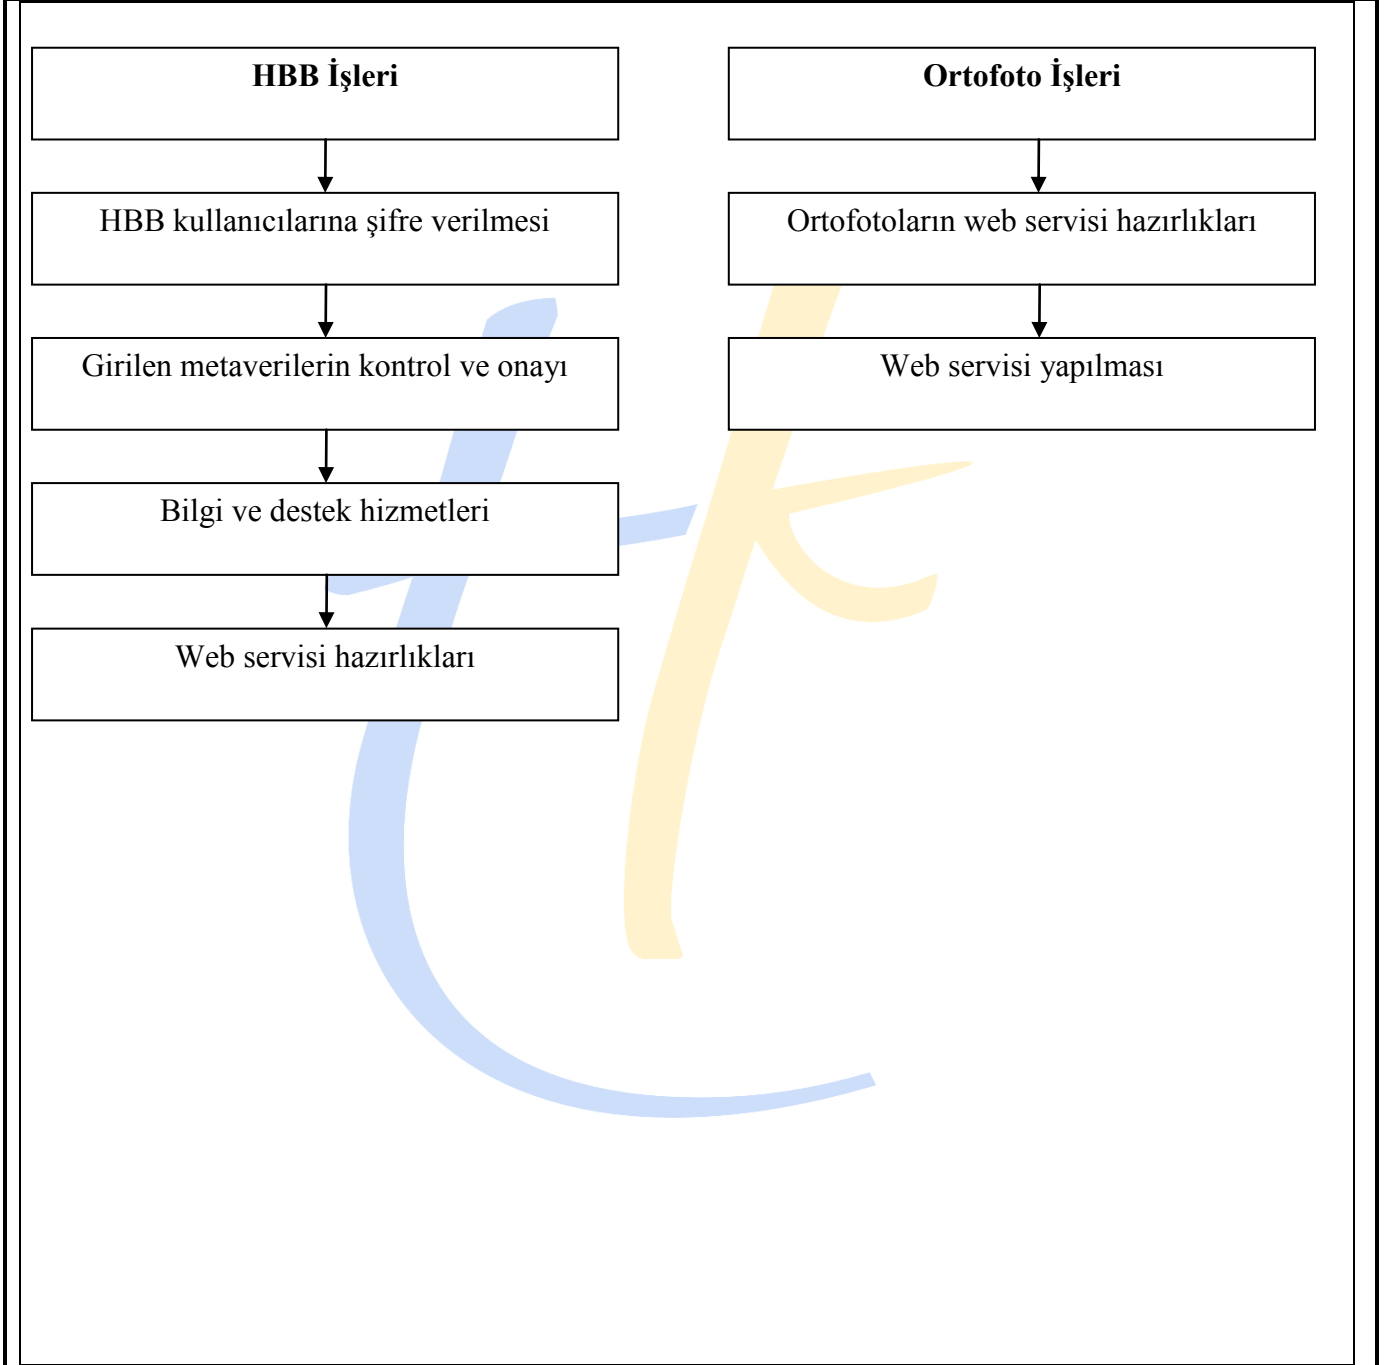 HBB İşleri
HBB kullanıcılarına şifre verilmesi
Girilen metaverilerin kontrol ve onayı
Bilgi ve destek hizmetleri
Web servisi hazırlıkları
Ortofoto İşleri
Ortofotoların web servisi hazırlıkları
Web servisi yapılması